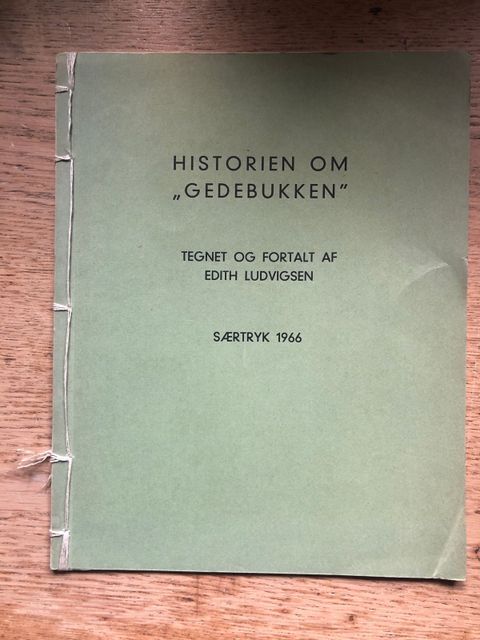 HISTORIEN OM
„GEDEBUKKEN”
TEGNET OG FORTALT AF
EDITH LUDVIGSEN
SÆRTRYK 1966